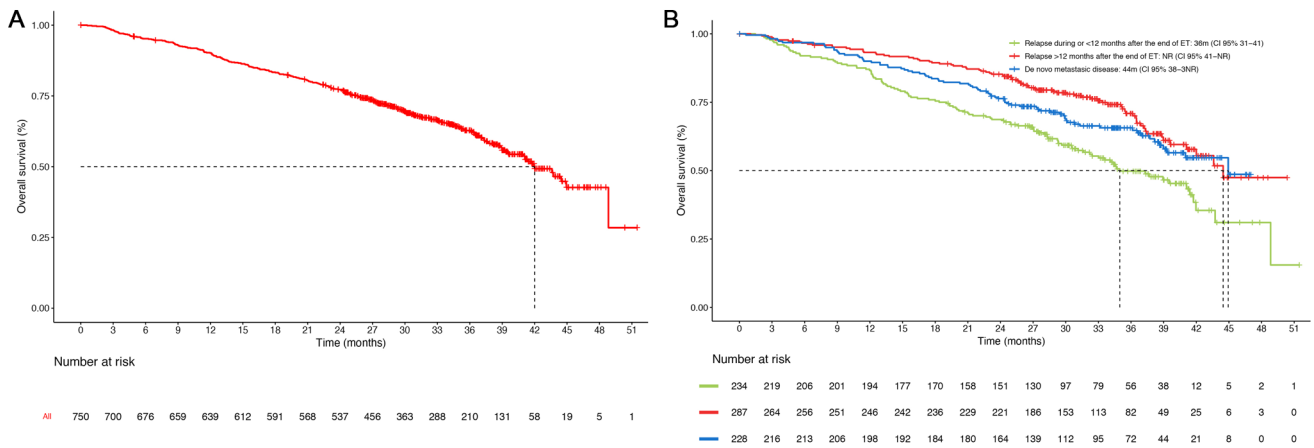 A
1.00
0.75
0.50
0.25
0.00
Overall survival (%)
0 3 6 9 12 15 18 21 24 27 30 33 36 39 42 45 48 51
Time (months)
Number at risk
All 750 700 676 659 639 612 591 568 537 456 363 288 210 131 58 19 5 1
B
1.00
0.75
0.50
0.25
0.00
Overall survival (%)
Relapse during or <12 months after the end of ET: 36m (CI 95% 31–41)
Relapse >12 months after the end of ET: NR (CI 95% 41–NR)
De novo metastasic disease: 44m (CI 95% 38–3NR)
0 3 6 9 12 15 18 21 24 27 30 33 36 39 42 45 48 51
Time (months)
Number at risk
234 219 206 201 194 177 170 158 151 130 97 79 56 38 12 5 2 1
287 264 256 251 246 242 236 229 221 186 153 113 82 49 25 6 3 0
228 216 213 206 198 192 184 180 164 139 112 95 72 44 21 8 0 0